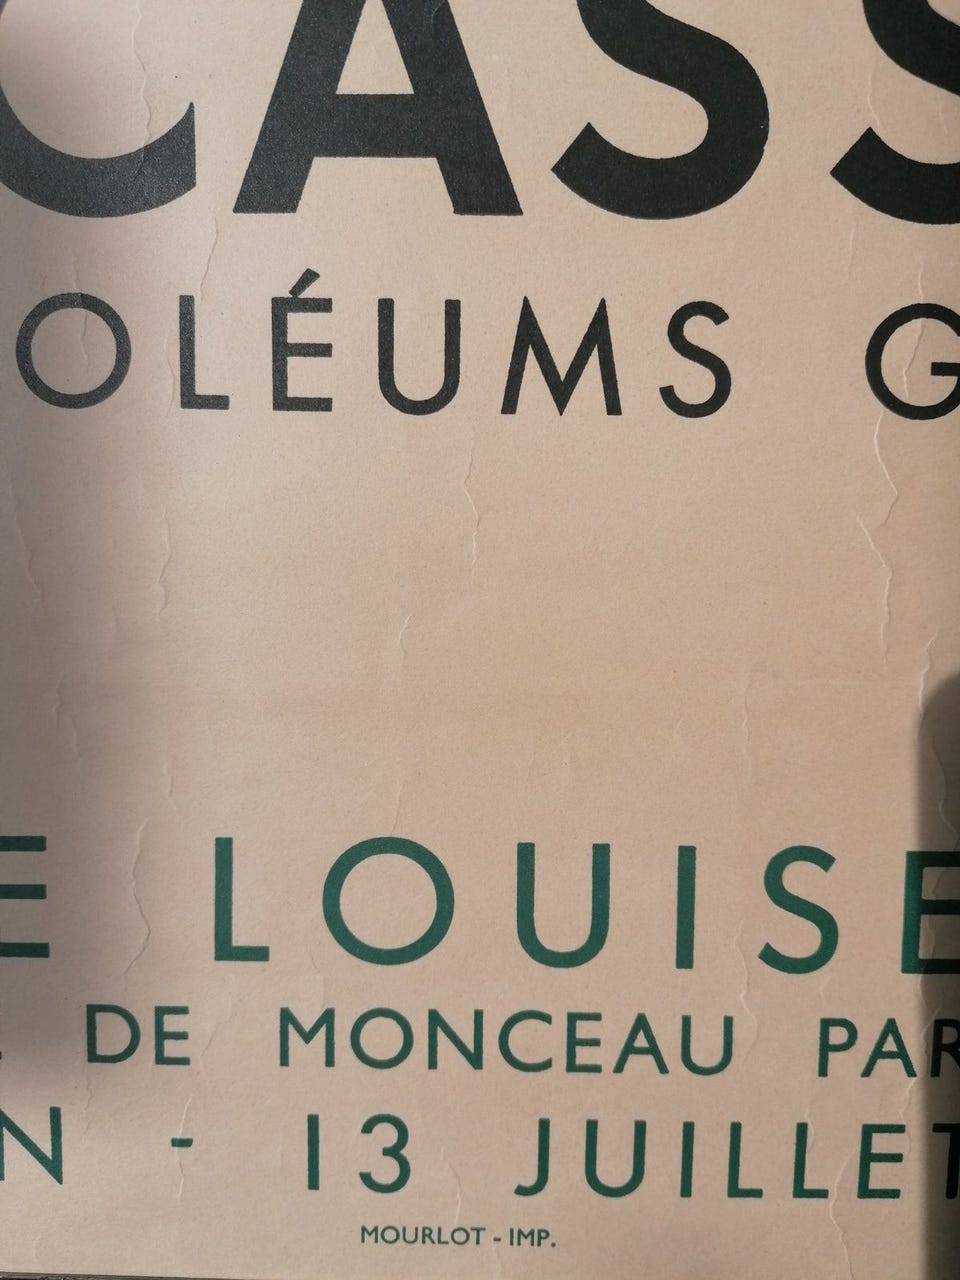 CASS
OLÉUMS G
E LOUISE
DE MONCEAU PAR
N - 13 JUILLET
MOURLOT - IMP.